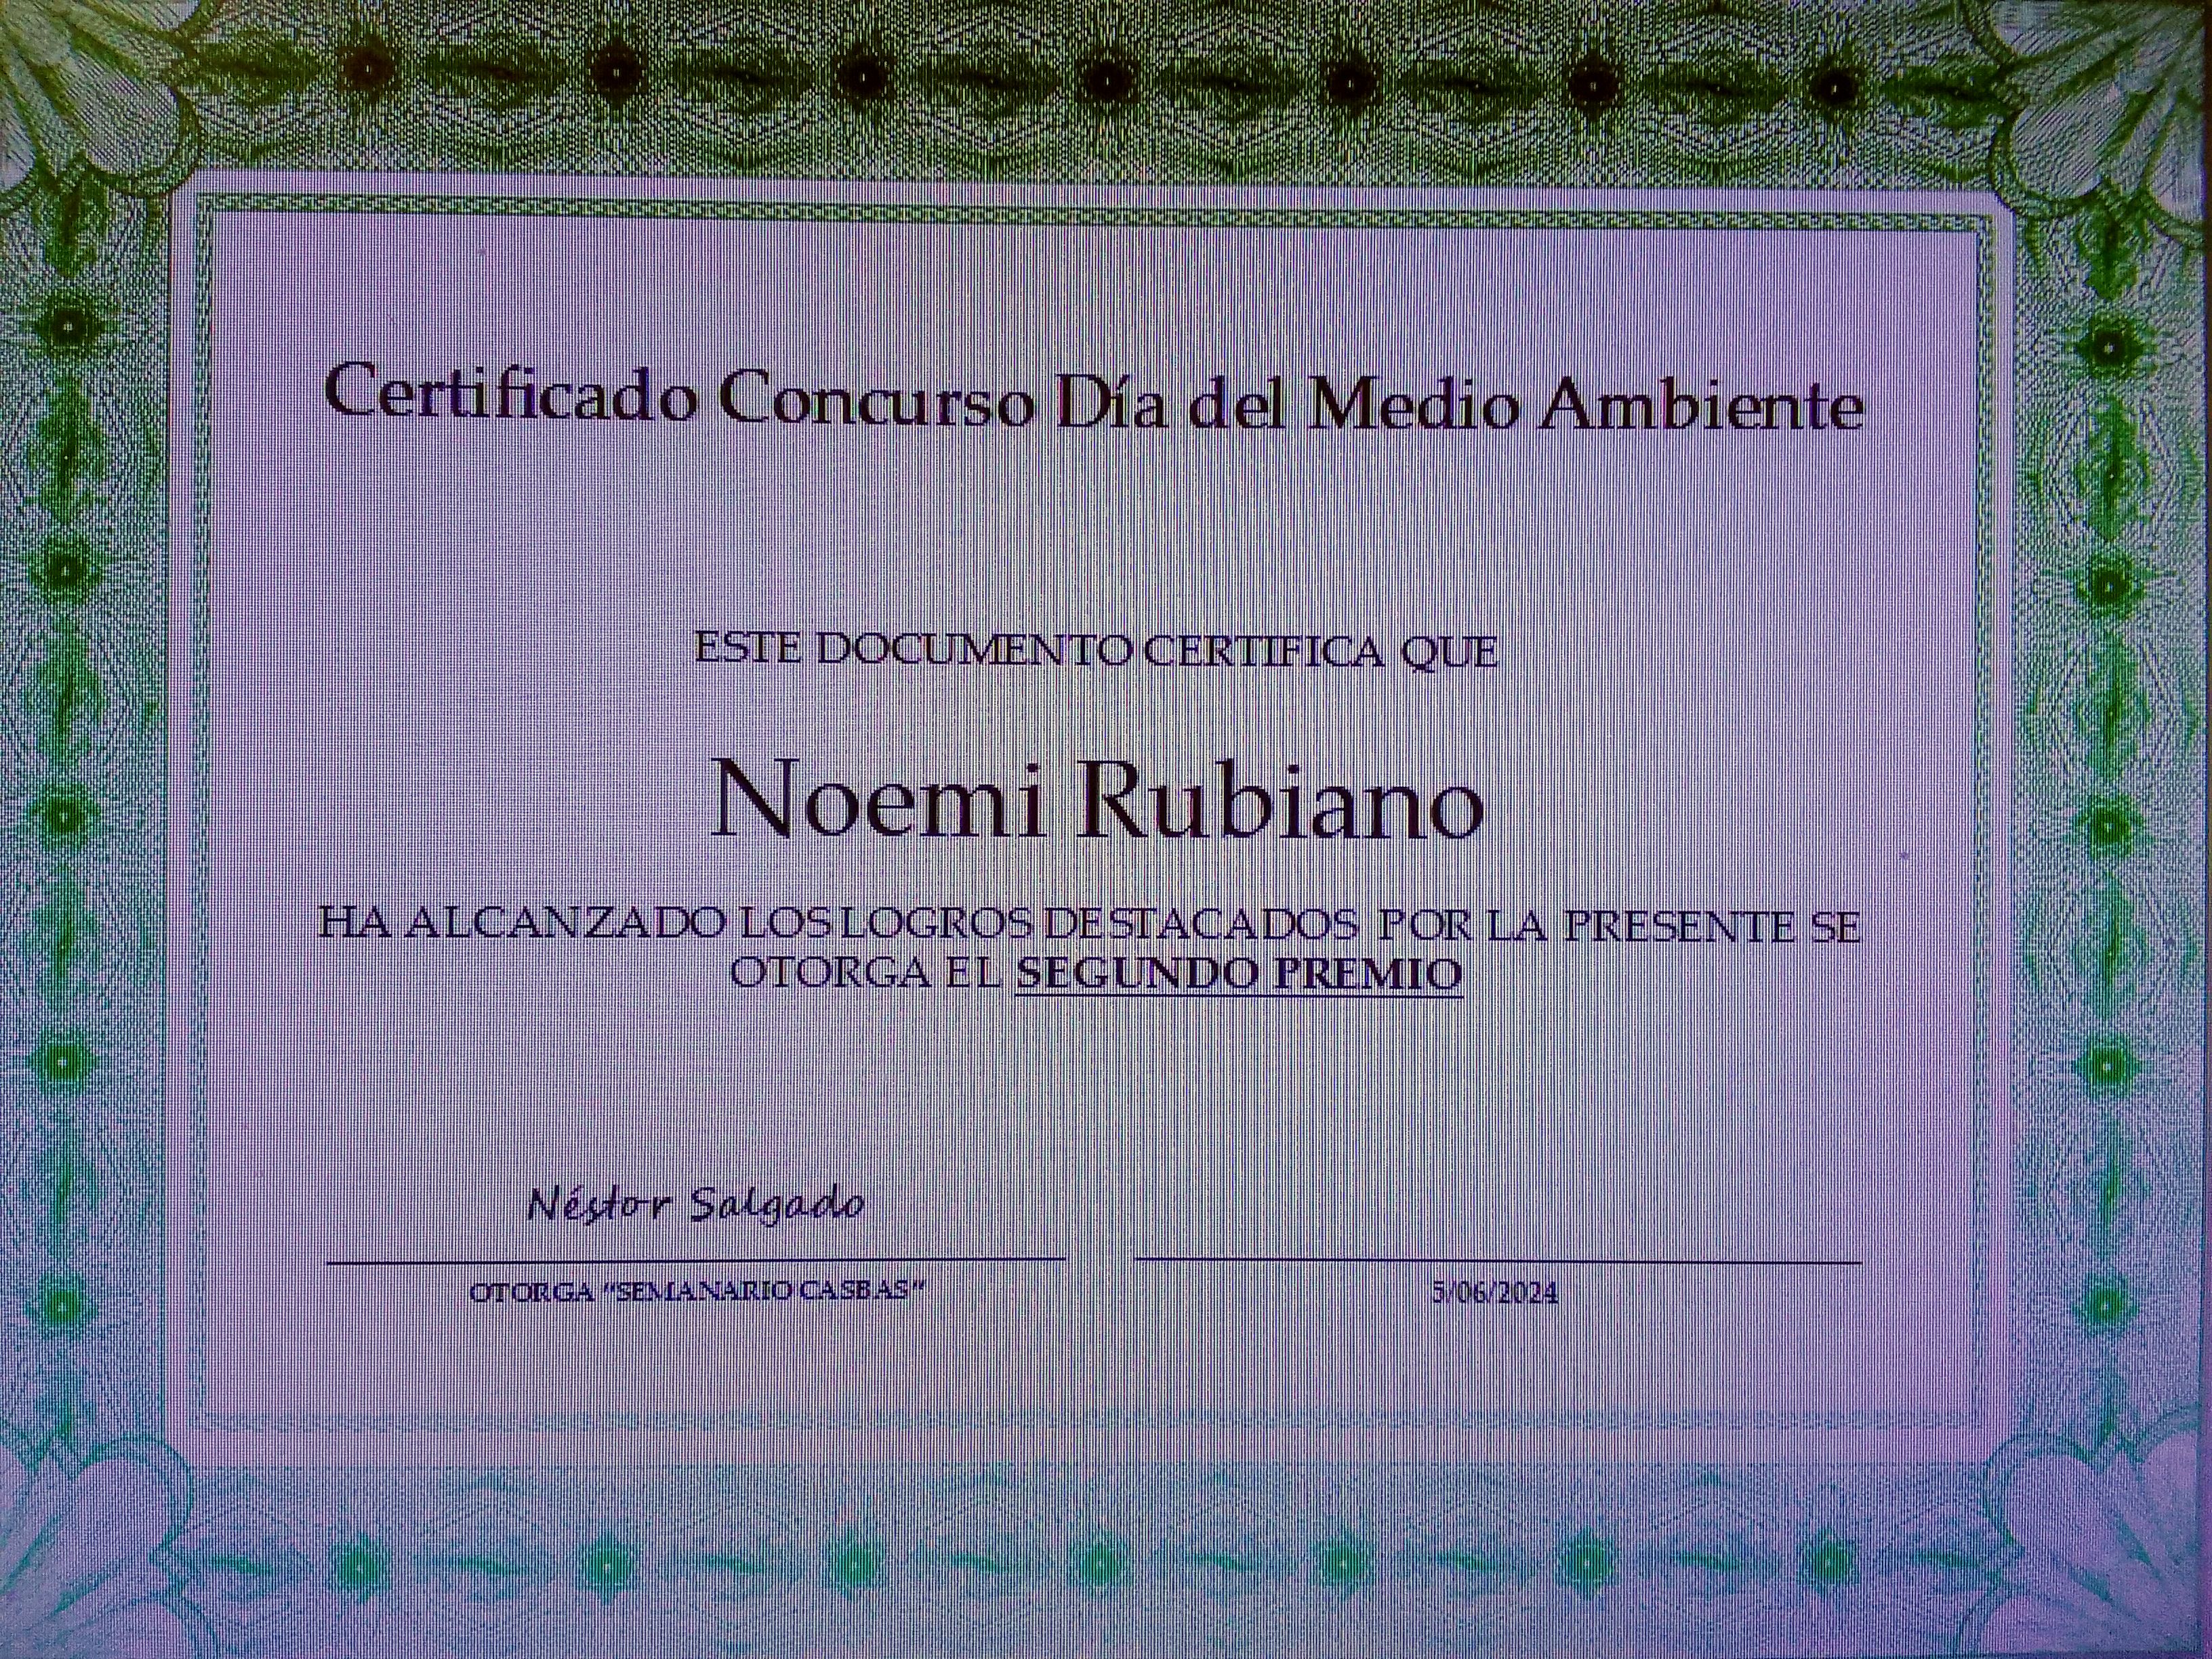 Certificado Concurso Día del Medio Ambiente
ESTE DOCUMENTO CERTIFICA QUE
Noemi Rubiano
HA ALCANZADO LOS LOGROS DESTACADOS POR LA PRESENTE SE
OTORGA EL SEGUNDO PREMIO
Néstor Salgado
OTORGA "SEMANARIO CASBAS"
5/06/2024